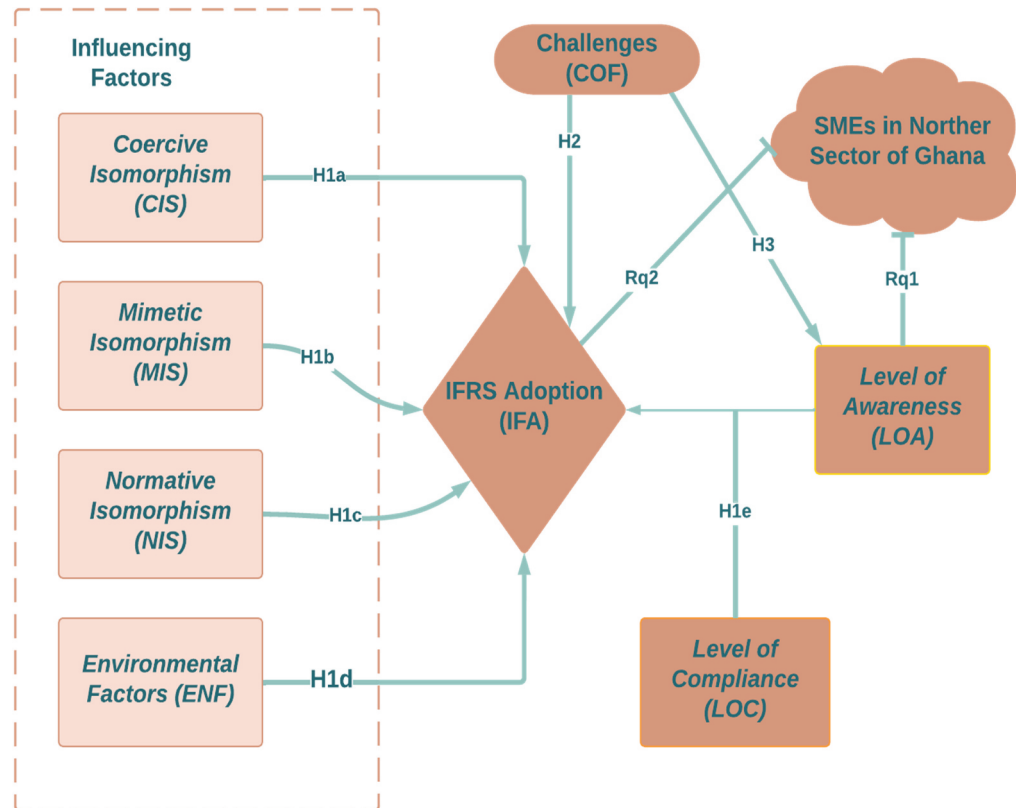 Influencing
Factors
Coercive
Isomorphism
(CIS)
H1a
Mimetic
Isomorphism
(MIS)
H1b
Normative
Isomorphism
(NIS)
H1c
Environmental
Factors (ENF)
H1d
Challenges
(COF)
H2
H3
IFRS Adoption
(IFA)
Rq2
SMEs in Norther
Sector of Ghana
Rq1
Level of
Awareness
(LOA)
H1e
Level of
Compliance
(LOC)